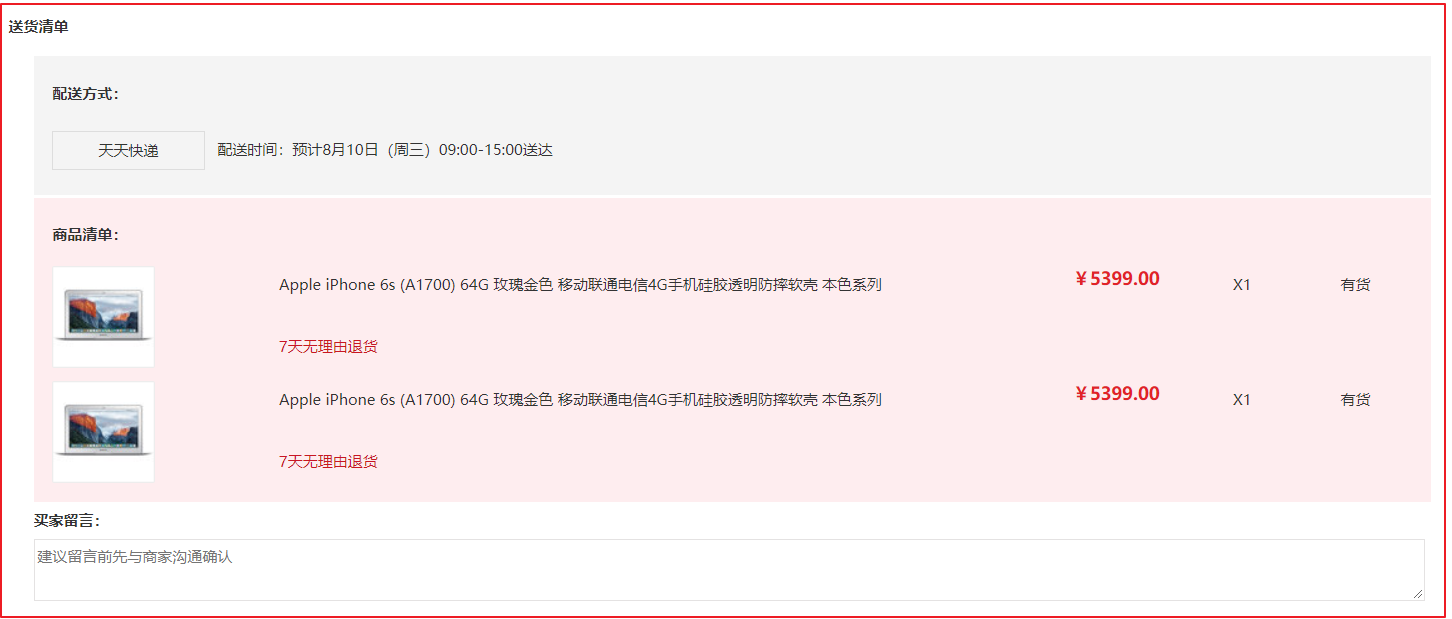 送货清单
配送方式：
天天快递 配送时间：预计8月10日（周三）09:00-15:00送达
商品清单：
Apple iPhone 6s (A1700) 64G 玫瑰金色 移动联通电信4G手机硅胶透明防摔软壳 本色系列 ￥5399.00 X1 有货
7天无理由退货
Apple iPhone 6s (A1700) 64G 玫瑰金色 移动联通电信4G手机硅胶透明防摔软壳 本色系列 ￥5399.00 X1 有货
7天无理由退货
买家留言：
建议留言前先与商家沟通确认